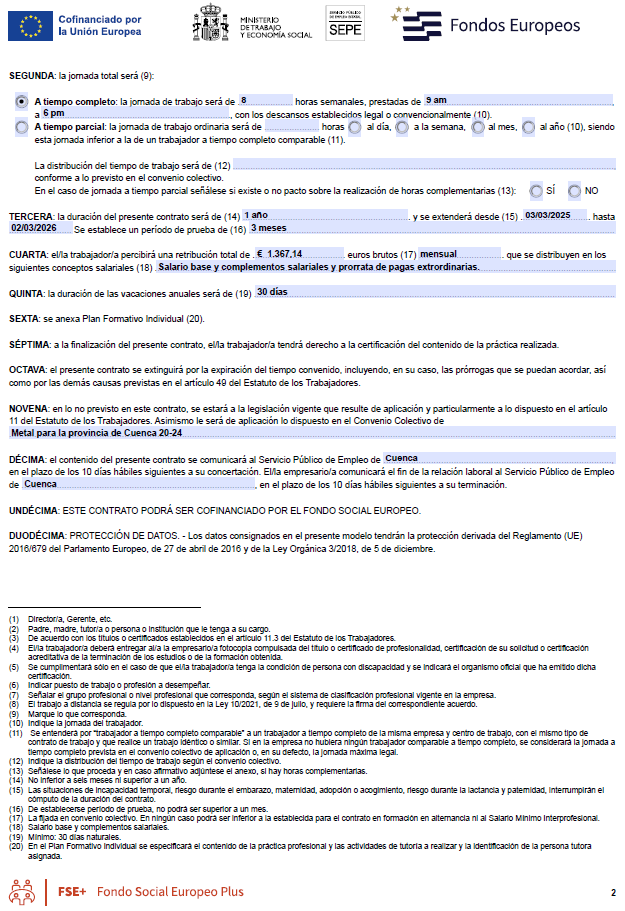 Cofinanciado por
la Unión Europea
MINISTERIO
DE TRABAJO
Y ECONOMÍA SOCIAL
SERVICIO PÚBLICO
DE EMPLEO ESTATAL
SEPE
Fondos Europeos
SEGUNDA: la jornada total será (9):
A tiempo completo: la jornada de trabajo será de 8 horas semanales, prestadas de 9 am
a 6 pm, con los descansos establecidos legal o convencionalmente (10).
A tiempo parcial: la jornada de trabajo ordinaria será de horas al día, a la semana, al mes, al año (10), siendo
esta jornada inferior a la de un trabajador a tiempo completo comparable (11).
La distribución del tiempo de trabajo será de (12)
conforme a lo previsto en el convenio colectivo.
En el caso de jornada a tiempo parcial señálese si existe o no pacto sobre la realización de horas complementarias (13): SÍ NO
TERCERA: la duración del presente contrato será de (14) 1 año. y se extenderá desde (15) 03/03/2025. hasta
02/03/2026 Se establece un período de prueba de (16) 3 meses
CUARTA: el/la trabajador/a percibirá una retribución total de € 1.367,14 euros brutos (17) mensual. que se distribuyen en los
siguientes conceptos salariales (18) Salario base y complementos salariales y prorrata de pagas extrordinarias.
QUINTA: la duración de las vacaciones anuales será de (19) 30 días
SEXTA: se anexa Plan Formativo Individual (20).
SÉPTIMA: a la finalización del presente contrato, el/la trabajador/a tendrá derecho a la certificación del contenido de la práctica realizada.
OCTAVA: el presente contrato se extinguirá por la expiración del tiempo convenido, incluyendo, en su caso, las prórrogas que se puedan acordar, así
como por las demás causas previstas en el artículo 49 del Estatuto de los Trabajadores.
NOVENA: en lo no previsto en este contrato, se estará a la legislación vigente que resulte de aplicación y particularmente a lo dispuesto en el artículo
11 del Estatuto de los Trabajadores. Asimismo le será de aplicación lo dispuesto en el Convenio Colectivo de
Metal para la provincia de Cuenca 20-24
DÉCIMA: el contenido del presente contrato se comunicará al Servicio Público de Empleo de Cuenca
en el plazo de los 10 días hábiles siguientes a su concertación. El/la empresario/a comunicará el fin de la relación laboral al Servicio Público de Empleo
de Cuenca, en el plazo de los 10 días hábiles siguientes a su terminación.
UNDÉCIMA: ESTE CONTRATO PODRÁ SER COFINANCIADO POR EL FONDO SOCIAL EUROPEO.
DUODÉCIMA: PROTECCIÓN DE DATOS. - Los datos consignados en el presente modelo tendrán la protección derivada del Reglamento (UE)
2016/679 del Parlamento Europeo, de 27 de abril de 2016 y de la Ley Orgánica 3/2018, de 5 de diciembre.
(1) Director/a, Gerente, etc.
(2) Padre, madre, tutor/a o persona o institución que le tenga a su cargo.
(3) De acuerdo con los títulos o certificados establecidos en el artículo 11.3 del Estatuto de los Trabajadores.
(4) El/la trabajador/a deberá entregar al/a la empresario/a fotocopia compulsada del título o certificado de profesionalidad, certificación de su solicitud o certificación
acreditativa de la terminación de los estudios o de la formación obtenida.
(5) Se cumplimentará sólo en el caso de que el/la trabajador/a tenga la condición de persona con discapacidad y se indicará el organismo oficial que ha emitido dicha
certificación.
(6) Indicar puesto de trabajo o profesión a desempeñar.
(7) Señalar el grupo profesional o nivel profesional que corresponda, según el sistema de clasificación profesional vigente en la empresa.
(8) El trabajo a distancia se regula por lo dispuesto en la Ley 10/2021, de 9 de julio, y requiere la firma del correspondiente acuerdo.
(9) Marque lo que corresponda.
(10) Indique la jornada del trabajador.
(11) Se entenderá por "trabajador a tiempo completo comparable" a un trabajador a tiempo completo de la misma empresa y centro de trabajo, con el mismo tipo de
contrato de trabajo y que realice un trabajo idéntico o similar. Si en la empresa no hubiera ningún trabajador comparable a tiempo completo, se considerará la jornada a
tiempo completo prevista en el convenio colectivo de aplicación o, en su defecto, la jornada máxima legal.
(12) Indique la distribución del tiempo de trabajo según el convenio colectivo.
(13) Señálese lo que proceda y en caso afirmativo adjúntese el anexo, si hay horas complementarias.
(14) No inferior a seis meses ni superior a un año.
(15) Las situaciones de incapacidad temporal, riesgo durante el embarazo, maternidad, adopción o acogimiento, riesgo durante la lactancia y paternidad, interrumpirán el
cómputo de la duración del contrato.
(16) De establecerse período de prueba, no podrá ser superior a un mes.
(17) La fijada en convenio colectivo. En ningún caso podrá ser inferior a la establecida para el contrato en formación en alternancia ni al Salario Mínimo Interprofesional.
(18) Salario base y complementos salariales.
(19) Mínimo: 30 días naturales.
(20) En el Plan Formativo Individual se especificará el contenido de la práctica profesional y las actividades de tutoría a realizar y la identificación de la persona tutora
asignada.
FSE+ Fondo Social Europeo Plus
2